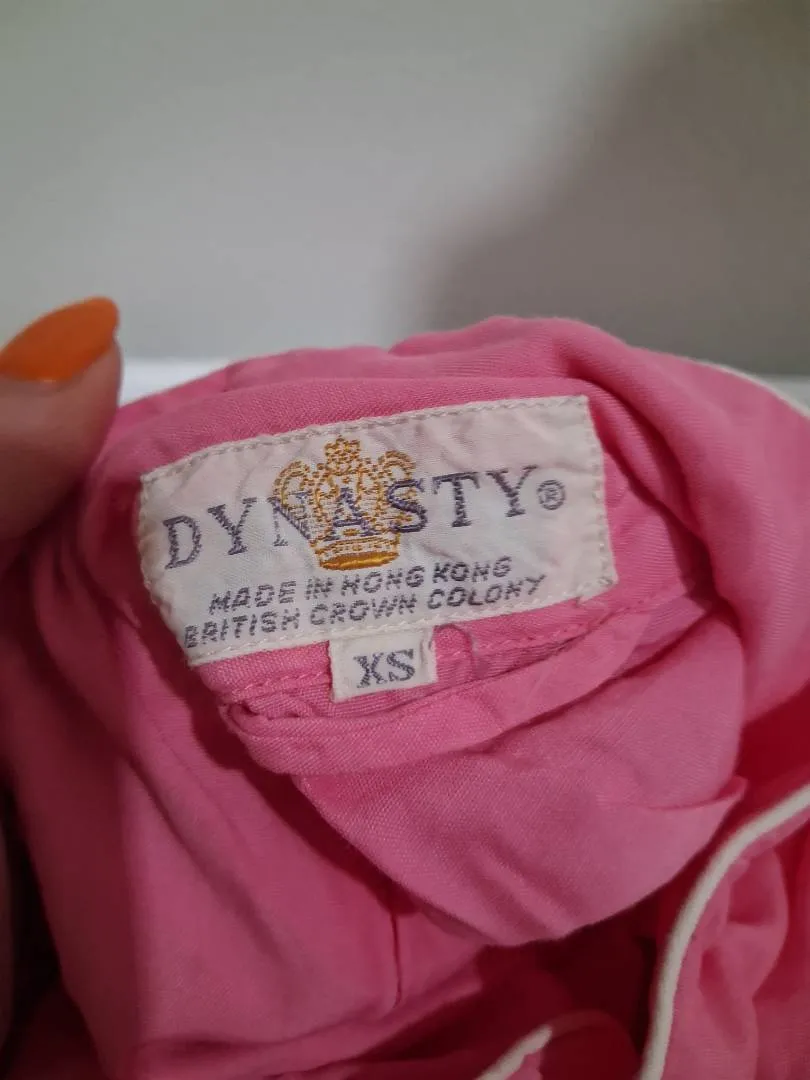 DYNASTY®
MADE IN HONG KONG
BRITISH CROWN COLONY
XS